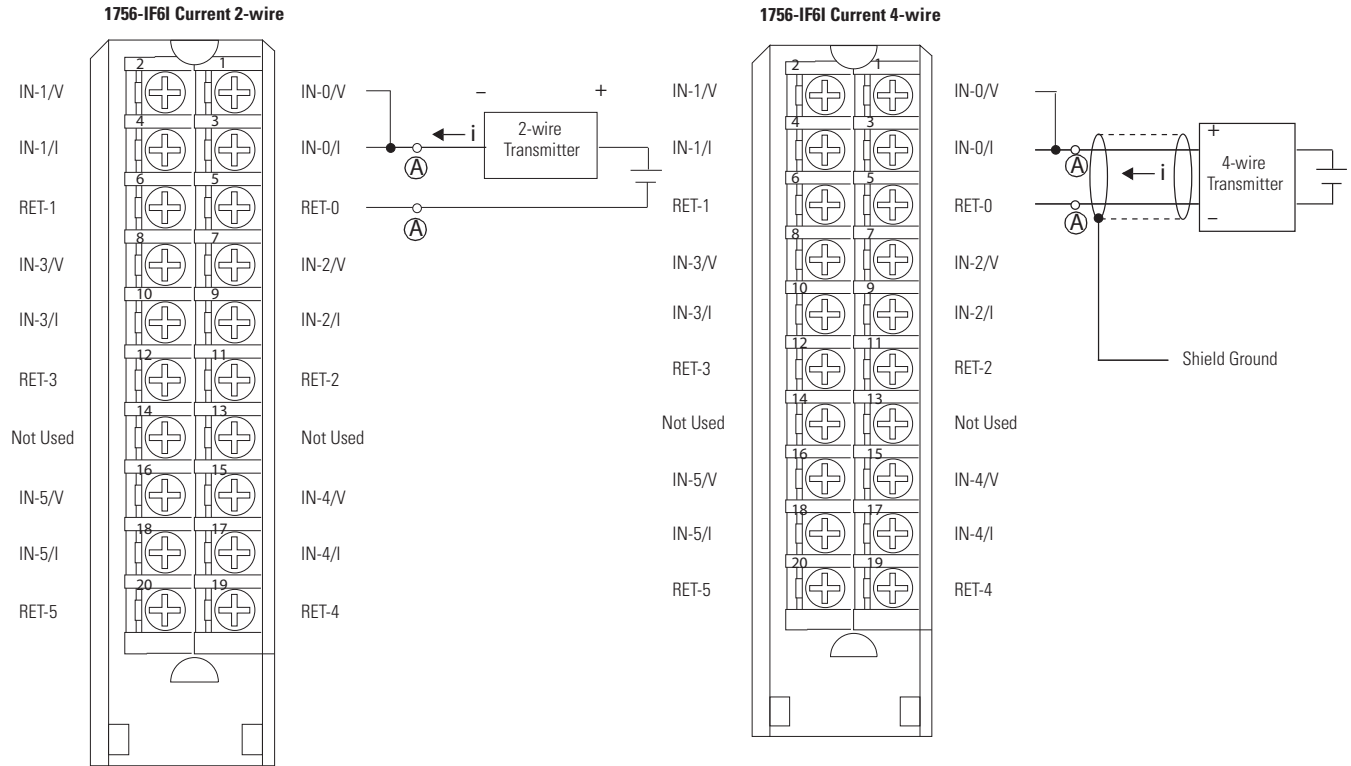 1756-IF6I Current 2-wire
2 1
IN-1/V
IN-0/V
4 3
IN-1/I
IN-0/I
6 5
RET-1
RET-0
8 7
IN-3/V
IN-2/V
10 9
IN-3/I
IN-2/I
12 11
RET-3
RET-2
14 13
Not Used
Not Used
16 15
IN-5/V
IN-4/V
18 17
IN-5/I
IN-4/I
20 19
RET-5
RET-4
– +
i
2-wire
Transmitter
A
A
1756-IF6I Current 4-wire
2 1
IN-1/V
IN-0/V
4 3
IN-1/I
IN-0/I
6 5
RET-1
RET-0
8 7
IN-3/V
IN-2/V
10 9
IN-3/I
IN-2/I
12 11
RET-3
RET-2
14 13
Not Used
Not Used
16 15
IN-5/V
IN-4/V
18 17
IN-5/I
IN-4/I
20 19
RET-5
RET-4
A
i
+
4-wire
Transmitter
–
A
Shield Ground